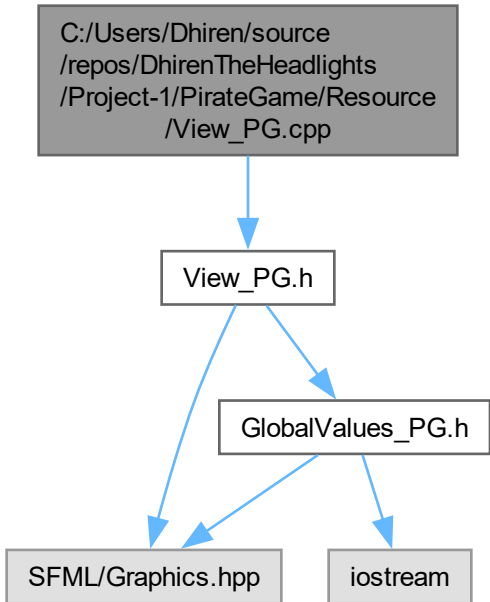 C:/Users/Dhiren/source
/repos/DhirenTheHeadlights
/Project-1/PirateGame/Resource
/View_PG.cpp
View_PG.h
GlobalValues_PG.h
SFML/Graphics.hpp
iostream